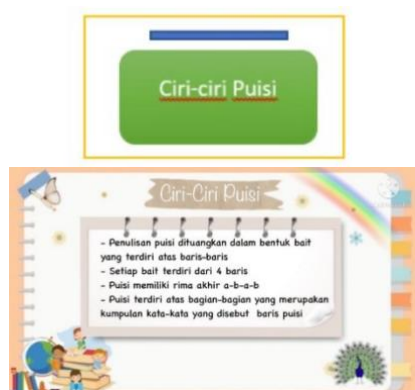 Ciri-ciri Puisi
Ciri-Ciri Puisi
- Penulisan puisi dituangkan dalam bentuk bait
yang terdiri atas baris-baris
- Setiap bait terdiri dari 4 baris
- Puisi memiliki rima akhir a-b-a-b
- Puisi terdiri atas bagian-bagian yang merupakan
kumpulan kata-kata yang disebut baris puisi